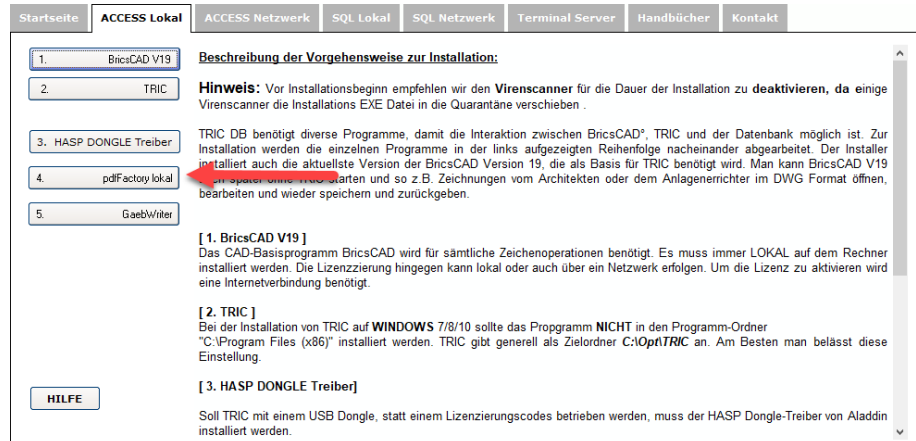 Startseite ACCESS Lokal ACCESS Netzwerk SQL Lokal SQL Netzwerk Terminal Server Handbücher Kontakt
1. BricsCAD V19
2. TRIC
3. HASP DONGLE Treiber
4. pdfFactory lokal
5. GaebWriter
HILFE
Beschreibung der Vorgehensweise zur Installation:
Hinweis: Vor Installationsbeginn empfehlen wir den Virenscanner für die Dauer der Installation zu deaktivieren, da einige
Virenscanner die Installations EXE Datei in die Quarantäne verschieben .
TRIC DB benötigt diverse Programme, damit die Interaktion zwischen BricsCAD°, TRIC und der Datenbank möglich ist. Zur
Installation werden die einzelnen Programme in der links aufgezeigten Reihenfolge nacheinander abgearbeitet. Der Installer
installiert auch die aktuellste Version der BricsCAD Version 19, die als Basis für TRIC benötigt wird. Man kann BricsCAD V19
später ohne TRIC starten und so z.B. Zeichnungen vom Architekten oder dem Anlagenerrichter im DWG Format öffnen,
bearbeiten und wieder speichern und zurückgeben.
[ 1. BricsCAD V19 ]
Das CAD-Basisprogramm BricsCAD wird für sämtliche Zeichenoperationen benötigt. Es muss immer LOKAL auf dem Rechner
installiert werden. Die Lizenzzierung hingegen kann lokal oder auch über ein Netzwerk erfolgen. Um die Lizenz zu aktivieren wird
eine Internetverbindung benötigt.
[ 2. TRIC ]
Bei der Installation von TRIC auf WINDOWS 7/8/10 sollte das Propgramm NICHT in den Programm-Ordner
"C:\Program Files (x86)" installiert werden. TRIC gibt generell als Zielordner C:\Opt\TRIC an. Am Besten man belässt diese
Einstellung.
[ 3. HASP DONGLE Treiber]
Soll TRIC mit einem USB Dongle, statt einem Lizenzierungscodes betrieben werden, muss der HASP Dongle-Treiber von Aladdin
installiert werden.